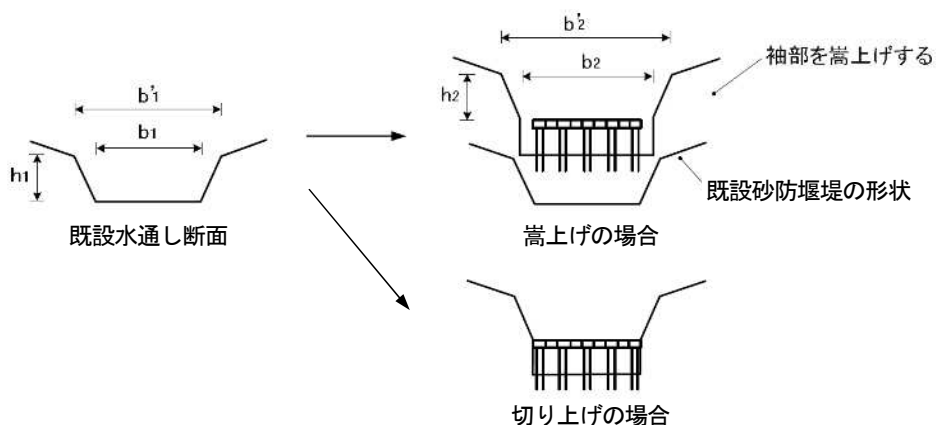 b'2
b2
h2
袖部を嵩上げする
b'1
b1
h1
既設水通し断面
既設砂防堰堤の形状
嵩上げの場合
切り上げの場合